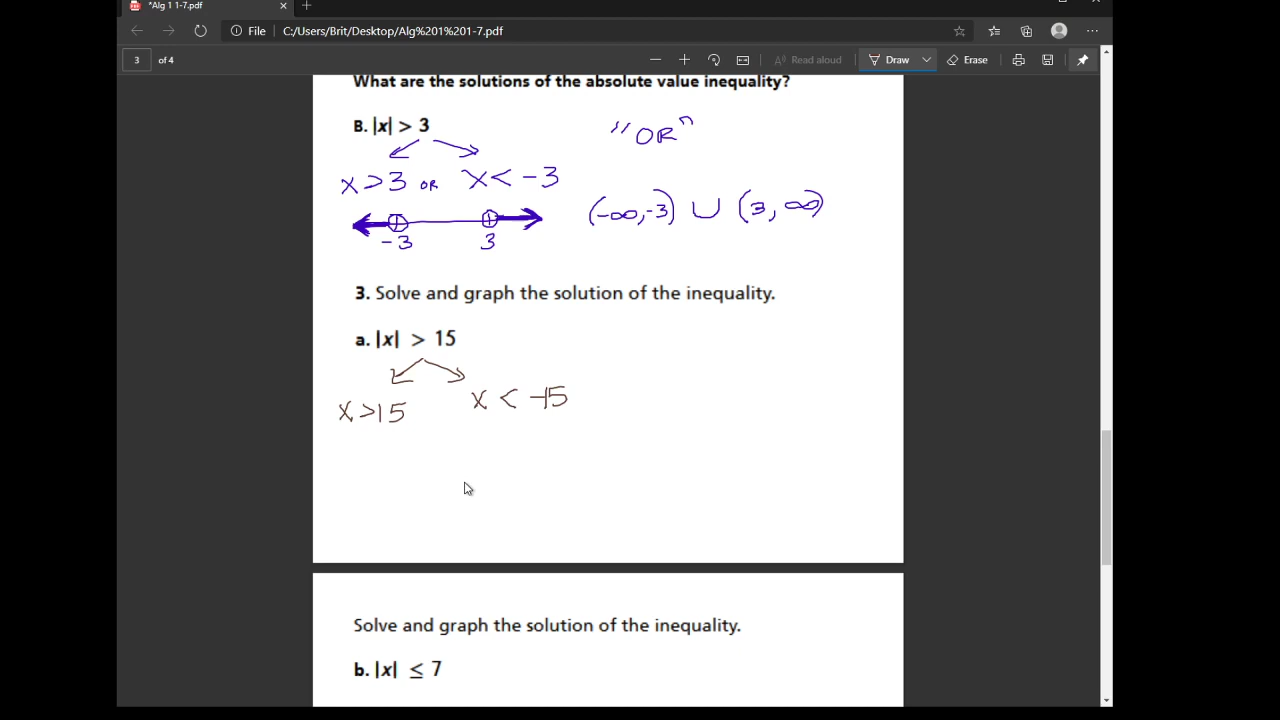 *Alg 1 1-7.pdf
File C:/Users/Brit/Desktop/Alg%201%201-7.pdf
3 of 4 Read aloud Draw Erase
What are the solutions of the absolute value inequality?
B. |x| > 3
"OR"
x > 3 OR x < -3
(-∞, -3) ∪ (3, ∞)
-3 3
3. Solve and graph the solution of the inequality.
a. |x| > 15
x > 15 x < -15
Solve and graph the solution of the inequality.
b. |x| ≤ 7